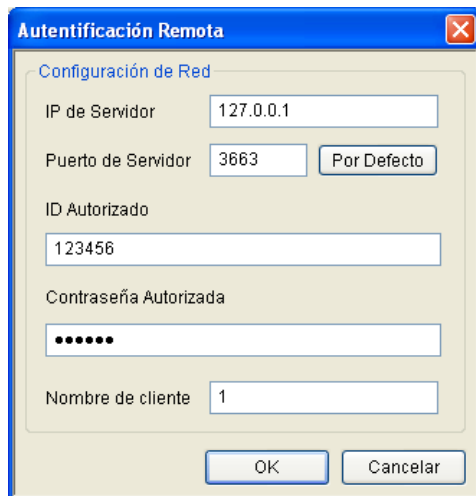 Autentificación Remota
Configuración de Red
IP de Servidor 127.0.0.1
Puerto de Servidor 3663 Por Defecto
ID Autorizado
123456
Contraseña Autorizada
••••••
Nombre de cliente 1
OK Cancelar